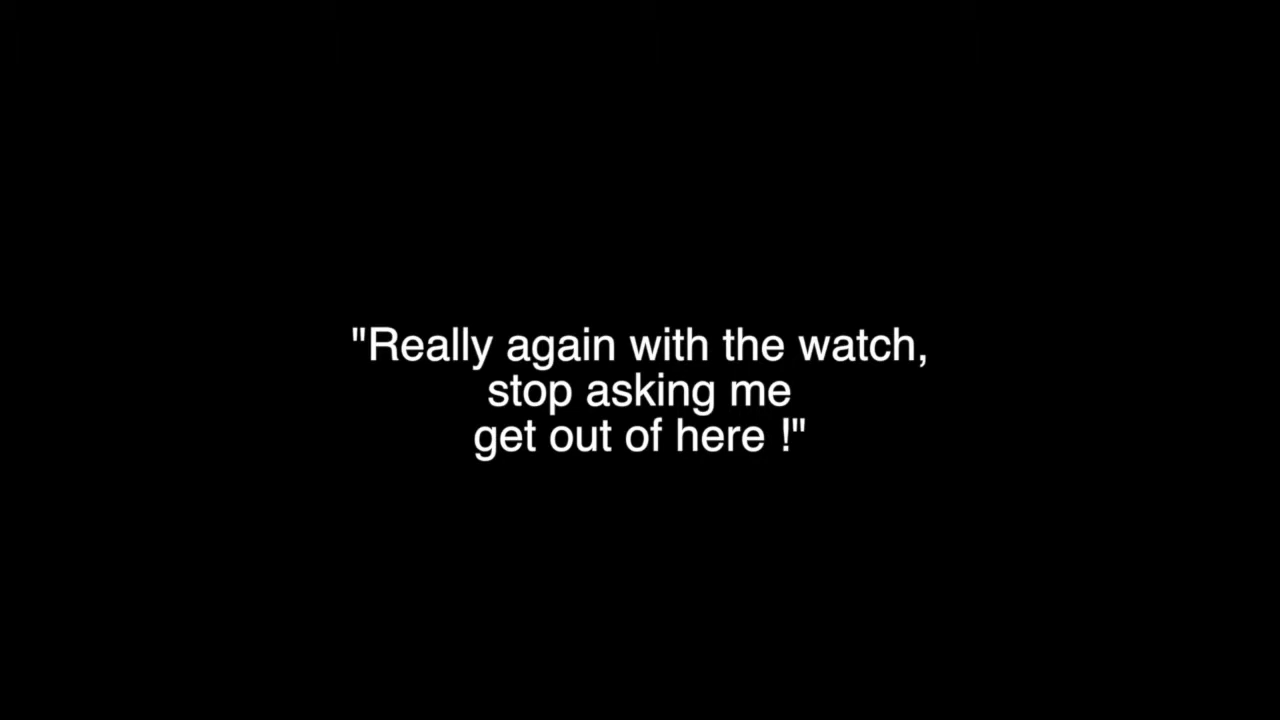 "Really again with the watch,
stop asking me
get out of here !"